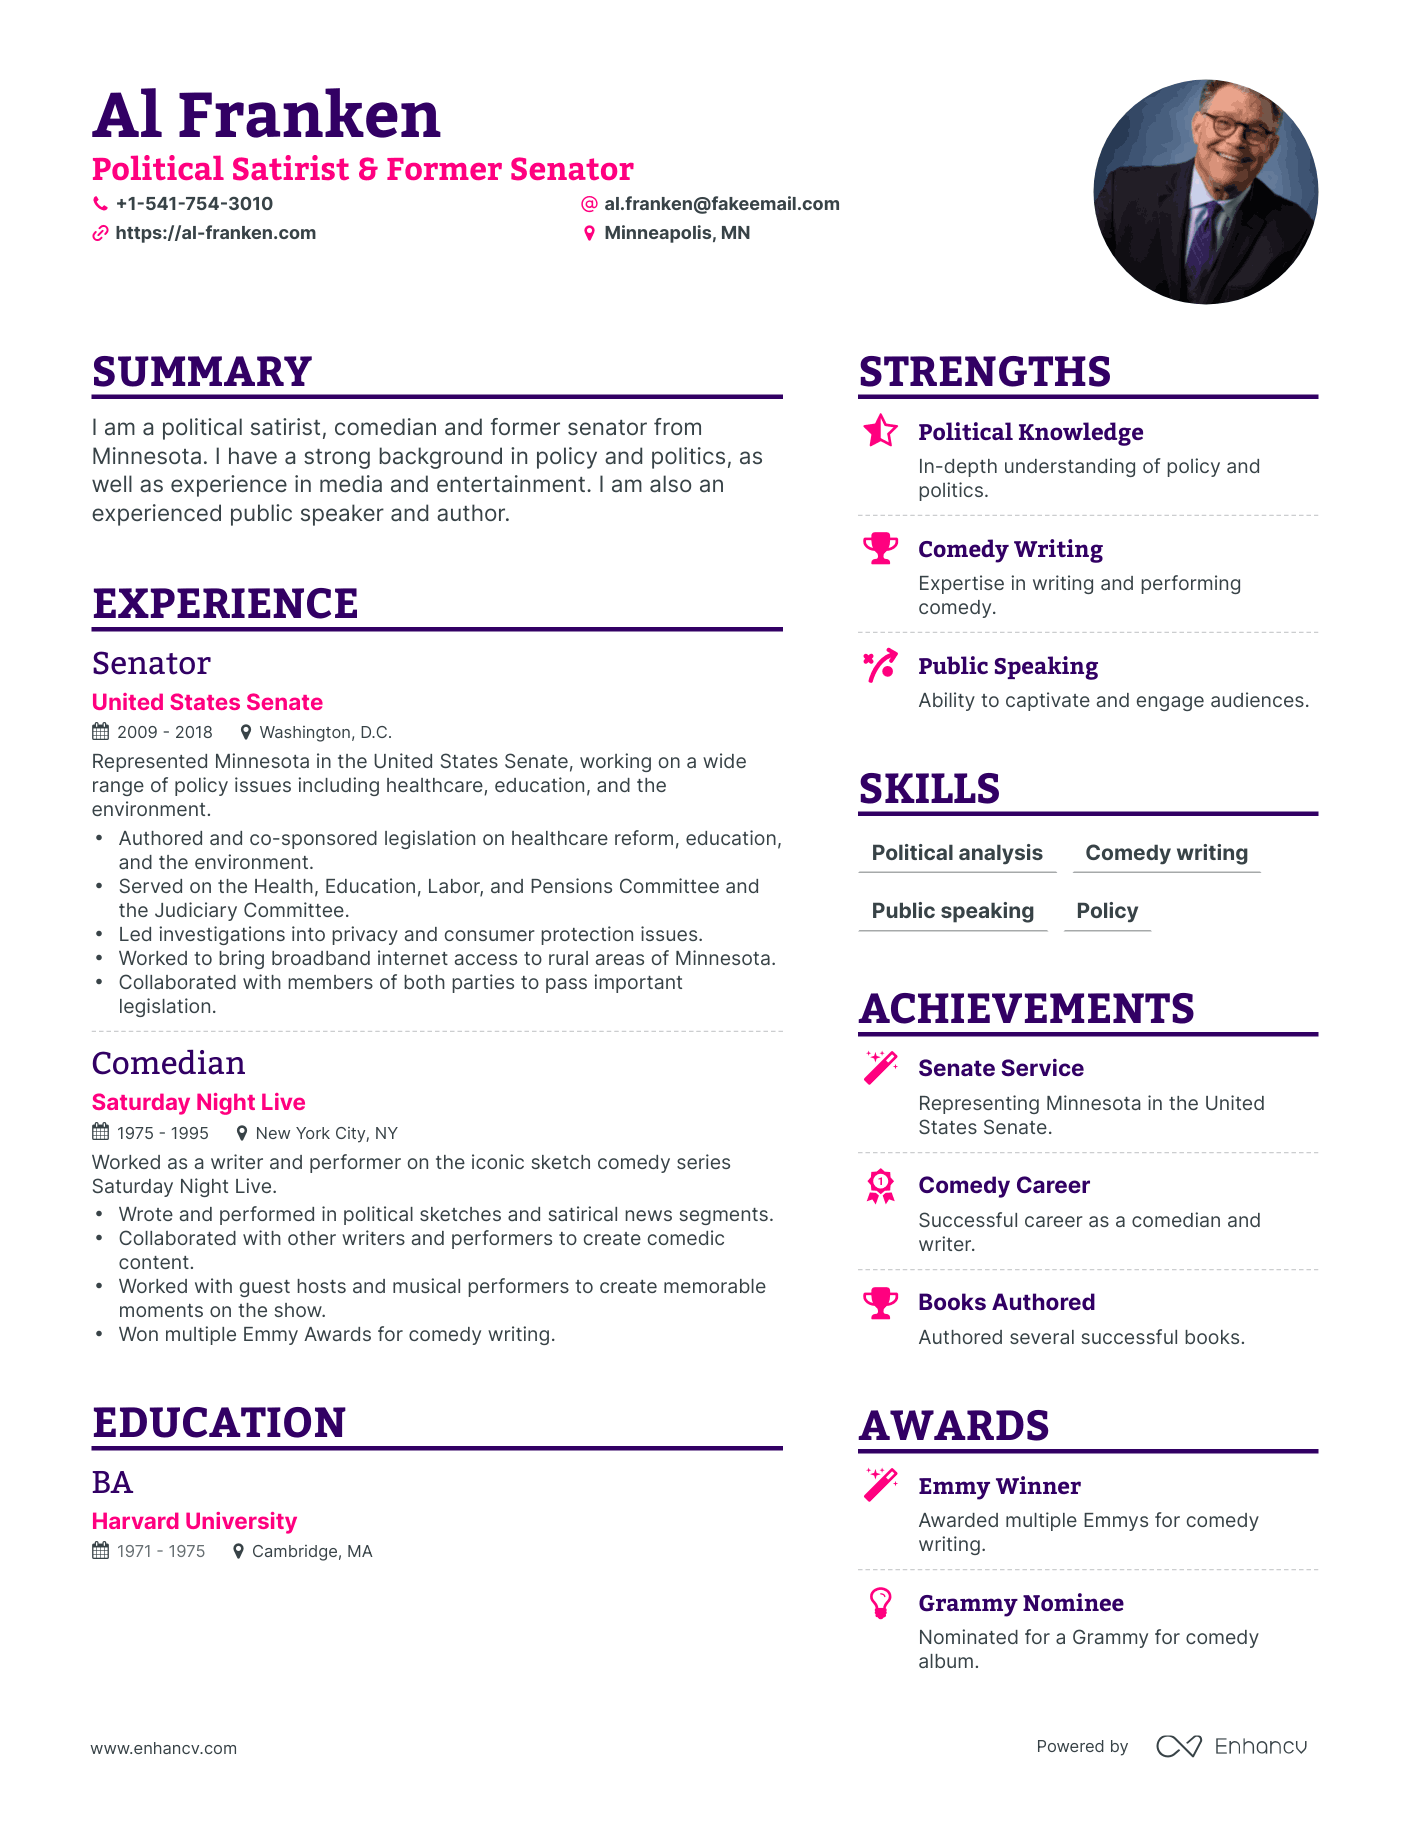 Al Franken
Political Satirist & Former Senator
+1-541-754-3010
al.franken@fakeemail.com
https://al-franken.com
Minneapolis, MN
SUMMARY
I am a political satirist, comedian and former senator from
Minnesota. I have a strong background in policy and politics, as
well as experience in media and entertainment. I am also an
experienced public speaker and author.
EXPERIENCE
Senator
United States Senate
2009 - 2018 Washington, D.C.
Represented Minnesota in the United States Senate, working on a wide
range of policy issues including healthcare, education, and the
environment.
• Authored and co-sponsored legislation on healthcare reform, education,
and the environment.
• Served on the Health, Education, Labor, and Pensions Committee and
the Judiciary Committee.
• Led investigations into privacy and consumer protection issues.
• Worked to bring broadband internet access to rural areas of Minnesota.
• Collaborated with members of both parties to pass important
legislation.
Comedian
Saturday Night Live
1975 - 1995 New York City, NY
Worked as a writer and performer on the iconic sketch comedy series
Saturday Night Live.
• Wrote and performed in political sketches and satirical news segments.
• Collaborated with other writers and performers to create comedic
content.
• Worked with guest hosts and musical performers to create memorable
moments on the show.
• Won multiple Emmy Awards for comedy writing.
EDUCATION
BA
Harvard University
1971 - 1975 Cambridge, MA
STRENGTHS
Political Knowledge
In-depth understanding of policy and
politics.
Comedy Writing
Expertise in writing and performing
comedy.
Public Speaking
Ability to captivate and engage audiences.
SKILLS
Political analysis Comedy writing
Public speaking Policy
ACHIEVEMENTS
Senate Service
Representing Minnesota in the United
States Senate.
1
Comedy Career
Successful career as a comedian and
writer.
Books Authored
Authored several successful books.
AWARDS
Emmy Winner
Awarded multiple Emmys for comedy
writing.
Grammy Nominee
Nominated for a Grammy for comedy
album.
www.enhancv.com
Powered by Enhancv